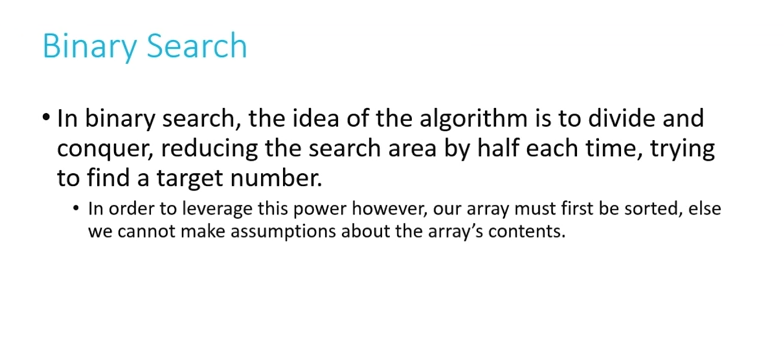 Binary Search
• In binary search, the idea of the algorithm is to divide and
conquer, reducing the search area by half each time, trying
to find a target number.
• In order to leverage this power however, our array must first be sorted, else
we cannot make assumptions about the array’s contents.